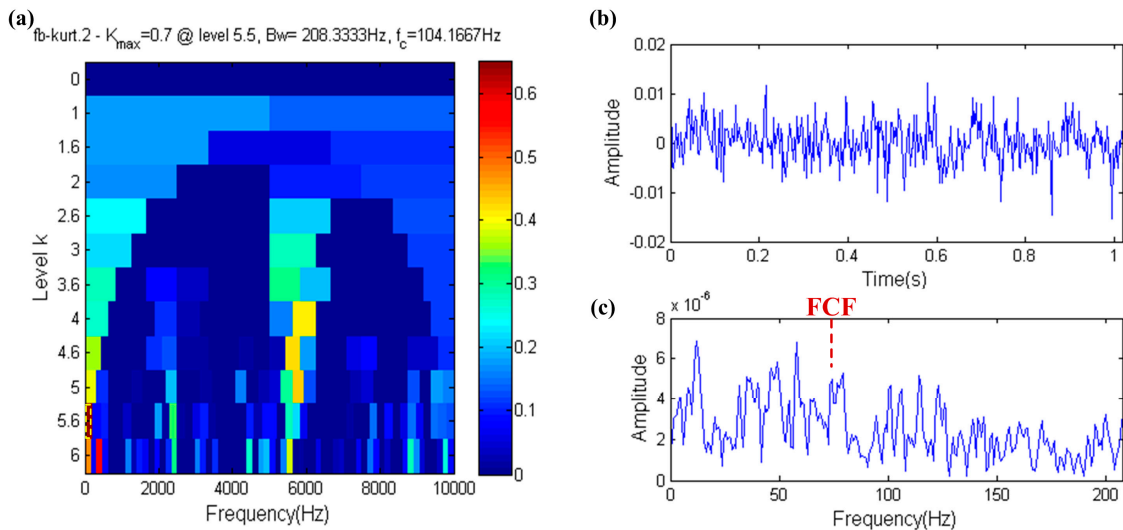 (a)
fb-kurt.2 - K_max=0.7 @ level 5.5, Bw= 208.3333Hz, f_c=104.1667Hz
Level k
0
1
1.6
2
2.6
3
3.6
4
4.6
5
5.6
6
0 2000 4000 6000 8000 10000
Frequency(Hz)
0.6
0.5
0.4
0.3
0.2
0.1
0
(b)
Amplitude
0.02
0.01
0
-0.01
-0.02
0 0.2 0.4 0.6 0.8 1
Time(s)
(c)
x 10^-6
FCF
Amplitude
8
6
4
2
0
0 50 100 150 200
Frequency(Hz)